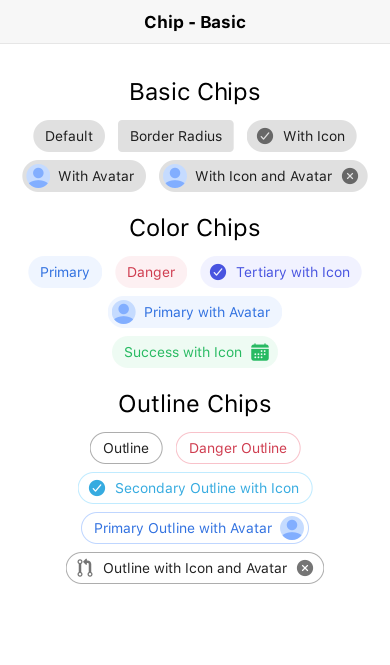 Chip - Basic
Basic Chips
Default Border Radius With Icon
With Avatar With Icon and Avatar
Color Chips
Primary Danger Tertiary with Icon
Primary with Avatar
Success with Icon
Outline Chips
Outline Danger Outline
Secondary Outline with Icon
Primary Outline with Avatar
Outline with Icon and Avatar